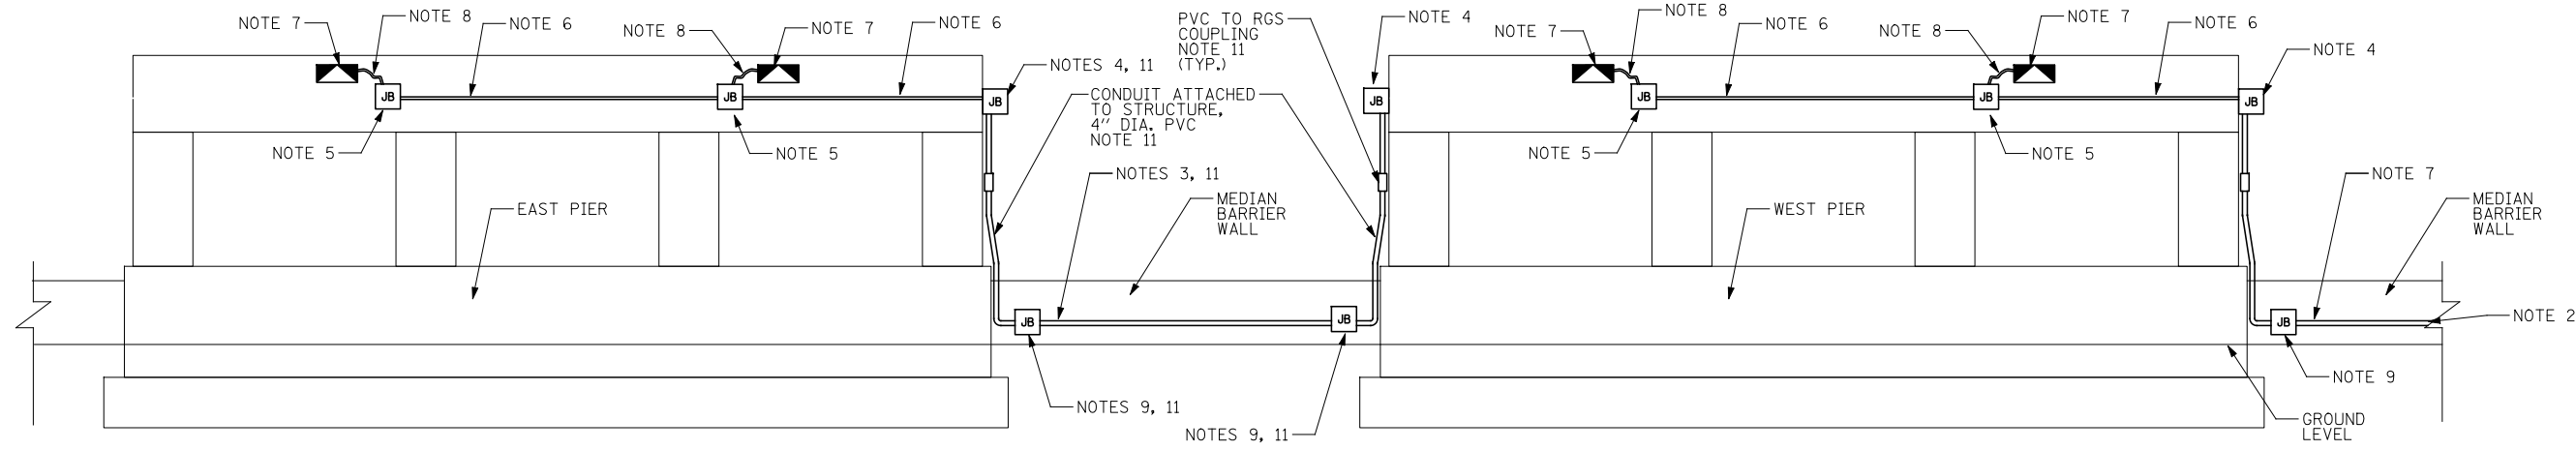 NOTE 7
NOTE 8
NOTE 6
NOTE 8
NOTE 7
NOTE 6
PVC TO RGS
COUPLING
NOTE 11
(TYP.)
NOTE 4
NOTE 7
NOTE 8
NOTE 6
NOTE 8
NOTE 7
NOTE 6
NOTE 4
NOTES 4, 11
JB
JB
JB
JB
JB
JB
JB
CONDUIT ATTACHED
TO STRUCTURE,
4" DIA. PVC
NOTE 11
NOTE 5
NOTE 5
NOTE 5
NOTE 5
NOTES 3, 11
NOTE 7
EAST PIER
MEDIAN
BARRIER
WALL
WEST PIER
MEDIAN
BARRIER
WALL
JB
JB
JB
NOTE 2
NOTE 9
NOTES 9, 11
NOTES 9, 11
GROUND
LEVEL